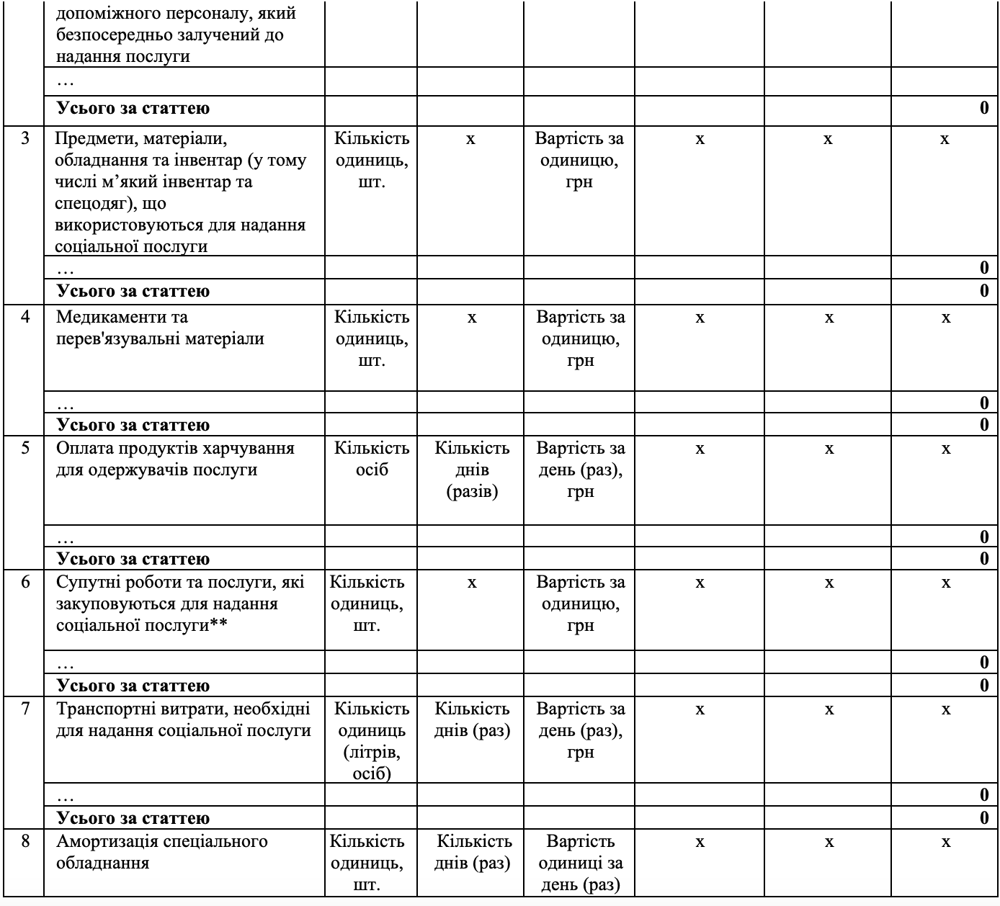 допоміжного персоналу, який
безпосередньо залучений до
надання послуги
…
Усього за статтею 0
3 Предмети, матеріали, Кількість х Вартість за х х х
обладнання та інвентар (у тому одиниць, одиницю,
числі м’який інвентар та шт. грн
спецодяг), що
використовуються для надання
соціальної послуги
… 0
Усього за статтею 0
4 Медикаменти та Кількість х Вартість за х х х
перев'язувальні матеріали одиниць, одиницю,
шт. грн
… 0
Усього за статтею 0
5 Оплата продуктів харчування Кількість Кількість Вартість за х х х
для одержувачів послуги осіб днів день (раз),
(разів) грн
… 0
Усього за статтею 0
6 Супутні роботи та послуги, які Кількість х Вартість за х х х
закуповуються для надання одиниць, одиницю,
соціальної послуги** шт. грн
… 0
Усього за статтею 0
7 Транспортні витрати, необхідні Кількість Кількість Вартість за х х х
для надання соціальної послуги одиниць днів (раз) день (раз),
(літрів, грн
осіб)
… 0
Усього за статтею 0
8 Амортизація спеціального Кількість Кількість Вартість х х х
обладнання одиниць, днів (раз) одиниці за
шт. день (раз)